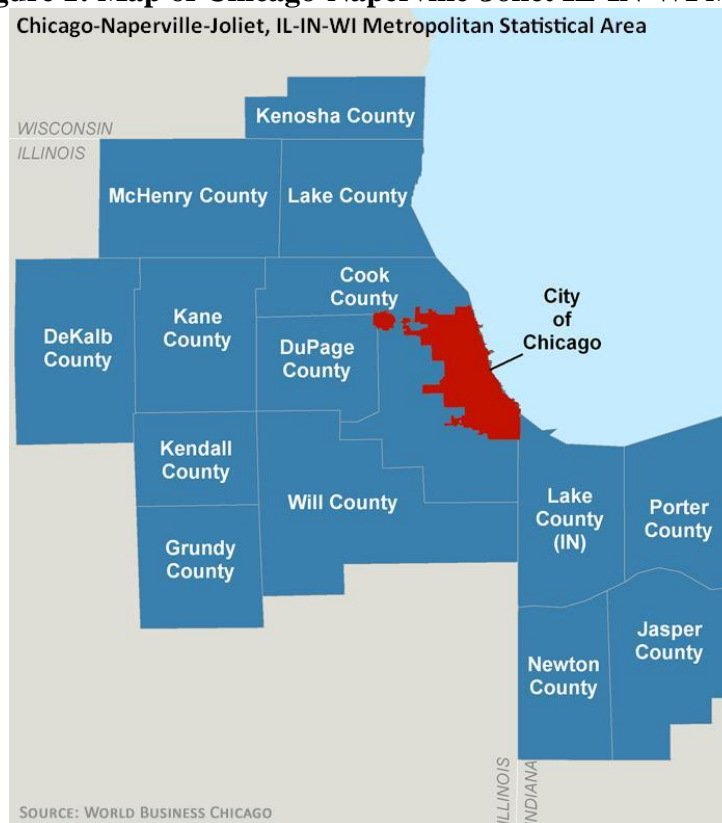 Chicago-Naperville-Joliet, IL-IN-WI Metropolitan Statistical Area
WISCONSIN
ILLINOIS
Kenosha County
McHenry County
Lake County
Cook
County
City
of
Chicago
DeKalb
County
Kane
County
DuPage
County
Kendall
County
Will County
Lake
County
(IN)
Porter
County
Grundy
County
Newton
County
Jasper
County
ILLINOIS
INDIANA
SOURCE: WORLD BUSINESS CHICAGO